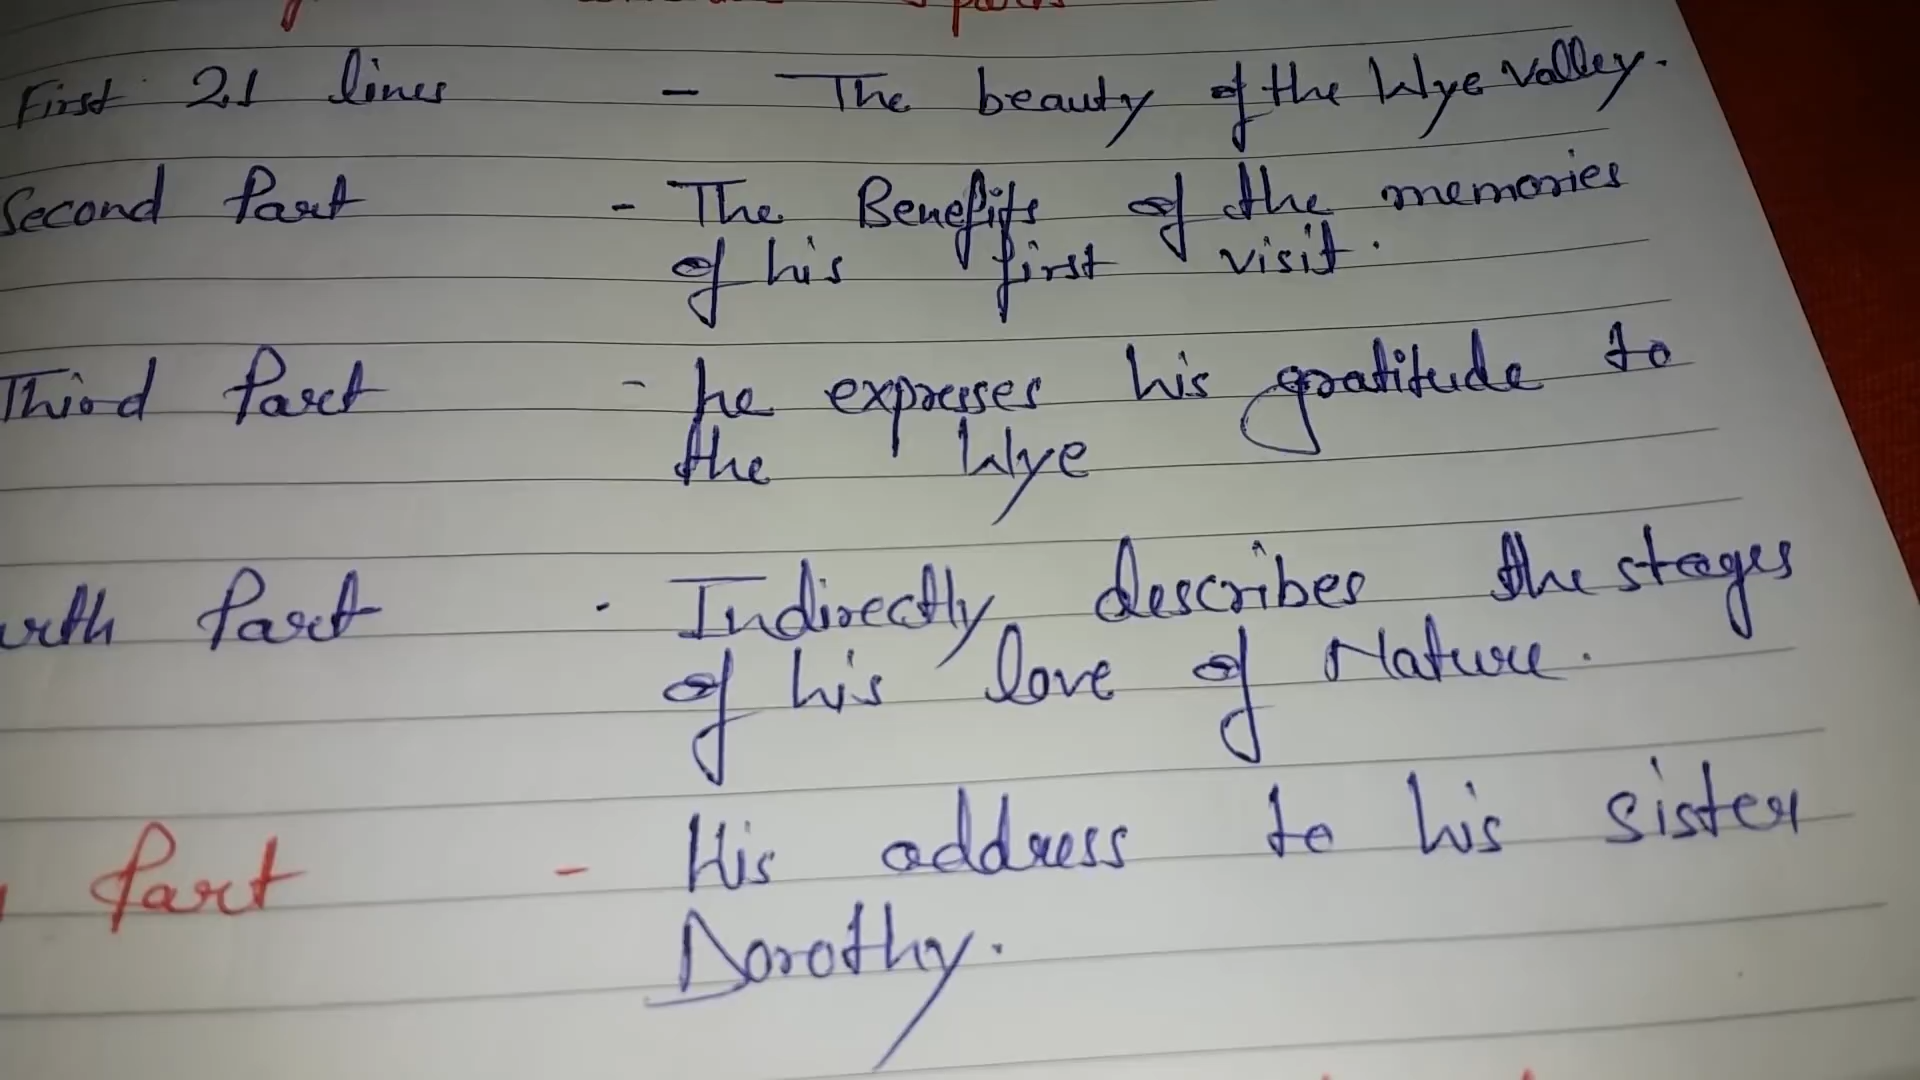 parts
First 21 lines - The beauty of the Wye Valley.
Second Part - The Benefits of the memories
of his first visit.
Third Part - he expresses his gratitude to
the Wye
urth Part - Indirectly describes the stages
of his love of Nature.
Part - His address to his sister
Dorothy.